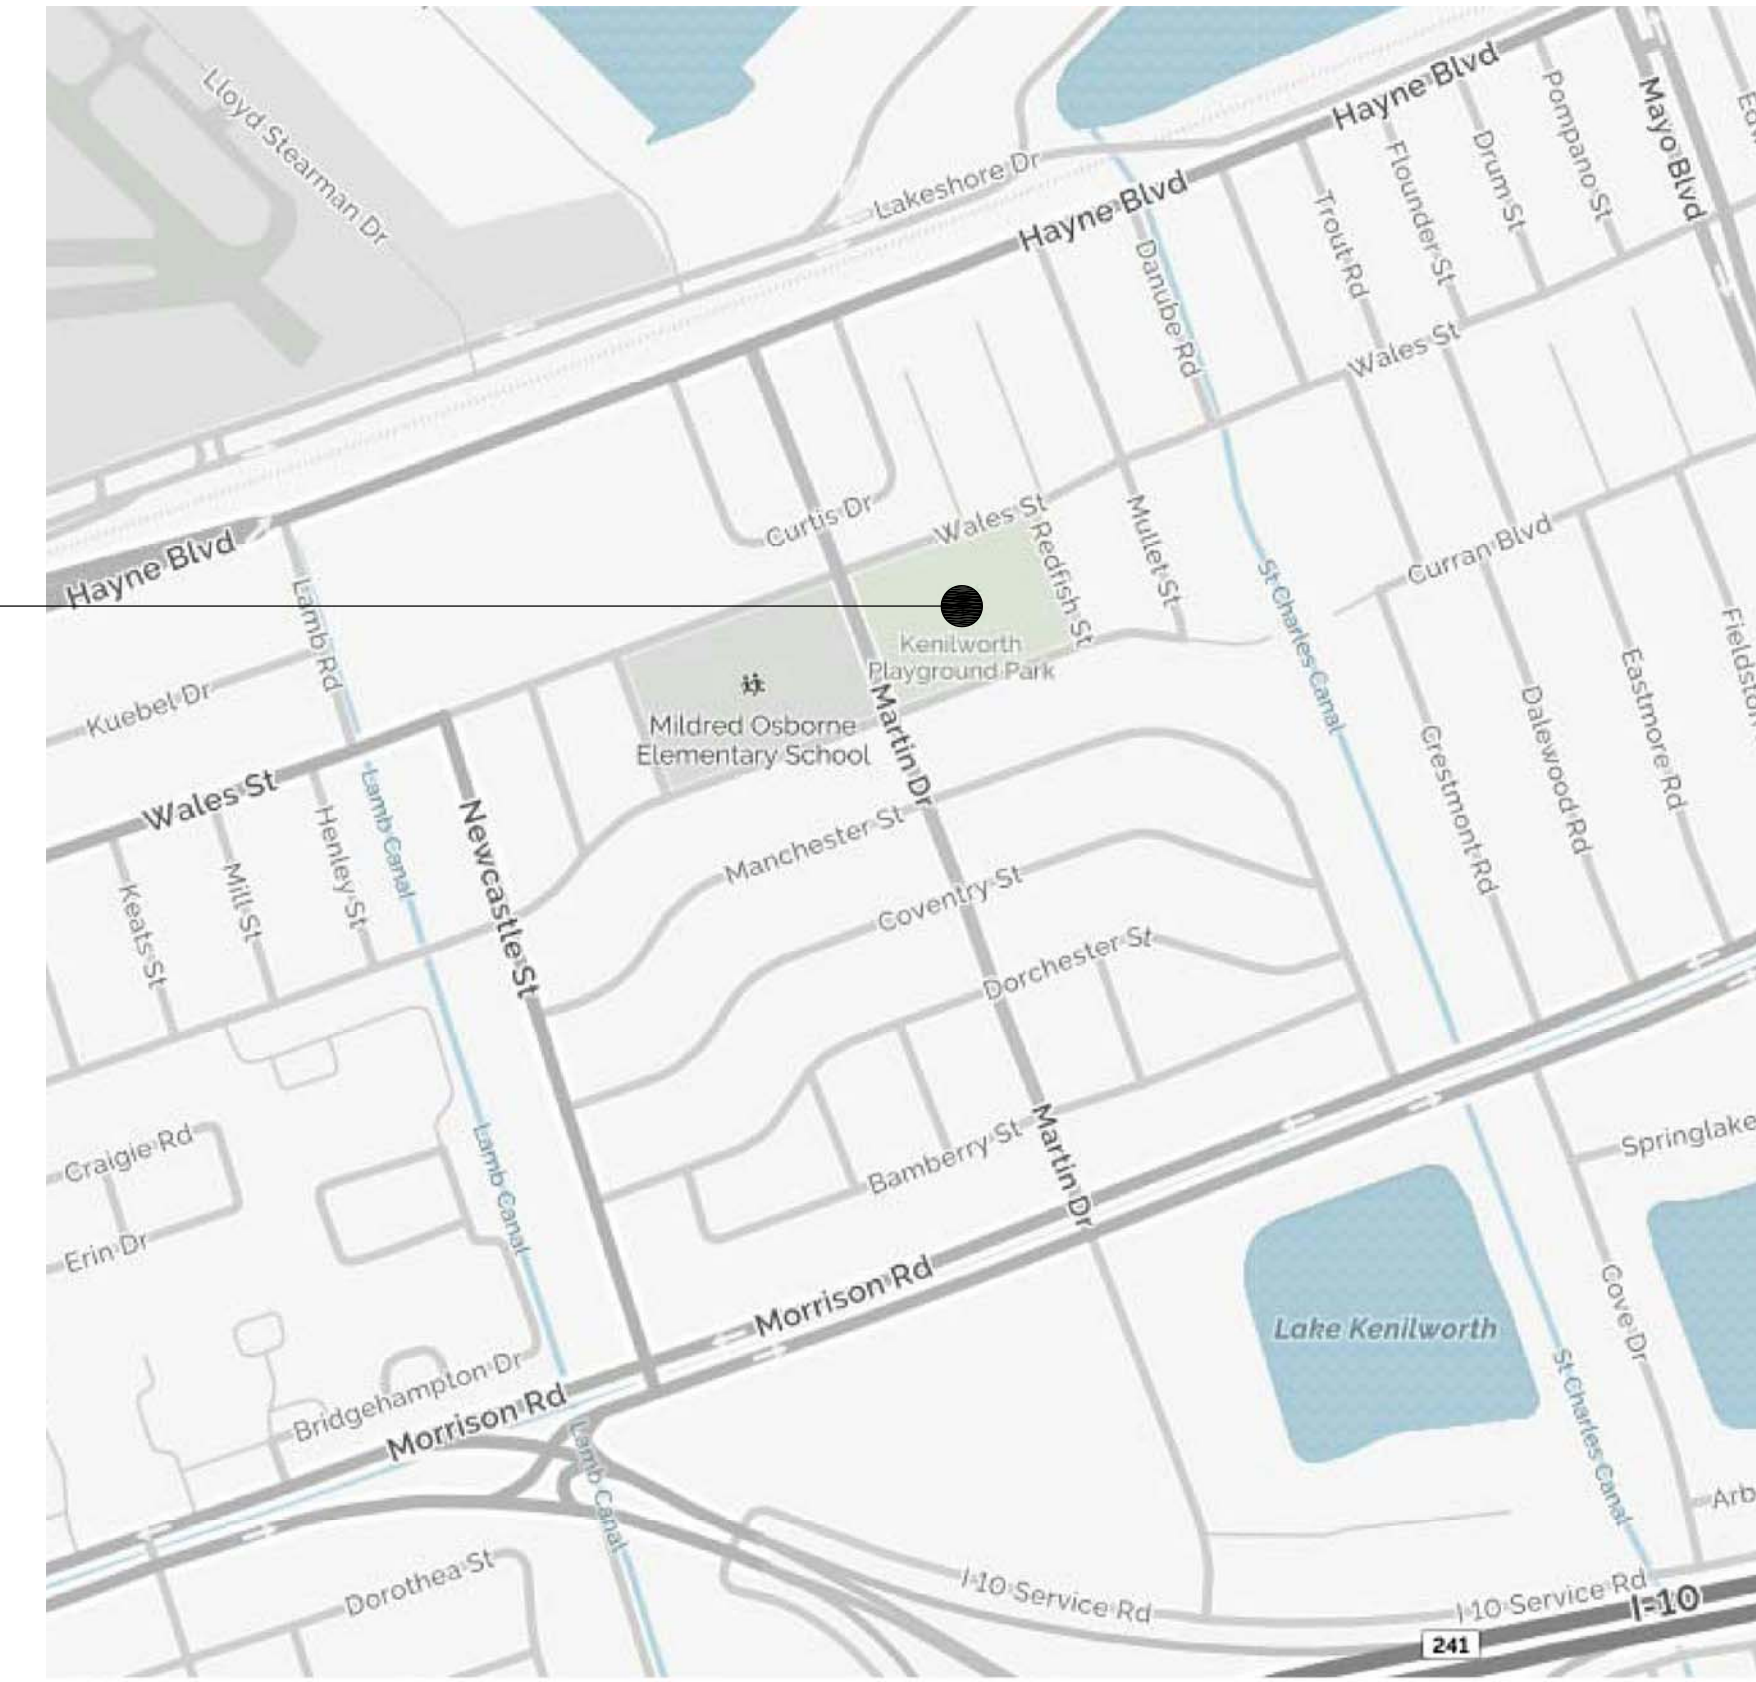 Lloyd Stearman Dr
Lakeshore Dr
Hayne Blvd
Hayne Blvd
Hayne Blvd
Mayo Blvd
Pompano St
Drum St
Flounder St
Trout Rd
Danube Rd
Wales St
Curtis Dr
Wales St
Redfish St
Mullet St
Curran Blvd
St Charles Canal
Lamb Rd
Kuebel Dr
Kenilworth
Playground Park
Mildred Osborne
Elementary School
Martin Dr
Wales St
Lamb Canal
Newcastle St
Keats St
Mill St
Henley St
Manchester St
Coventry St
Dorchester St
Crestmont Rd
Dalewood Rd
Eastmore Rd
Craigie Rd
Erin Dr
Lamb Canal
Bamberry St
Martin Dr
Springlake
Morrison Rd
Lake Kenilworth
Cove Dr
St Charles Canal
Bridgehampton Dr
Morrison Rd
Lamb Canal
Dorothea St
I-10 Service Rd
I-10 Service Rd
I-10
241
Arb